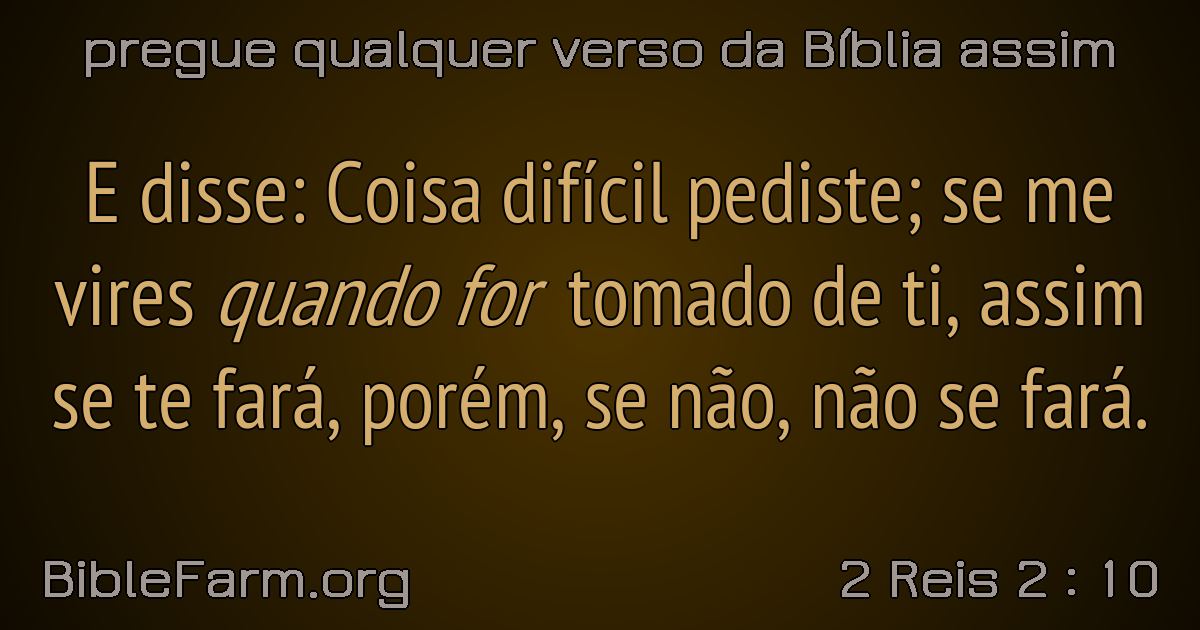 pregue qualquer verso da Bíblia assim
E disse: Coisa difícil pediste; se me
vires quando for tomado de ti, assim
se te fará, porém, se não, não se fará.
BibleFarm.org
2 Reis 2 : 10